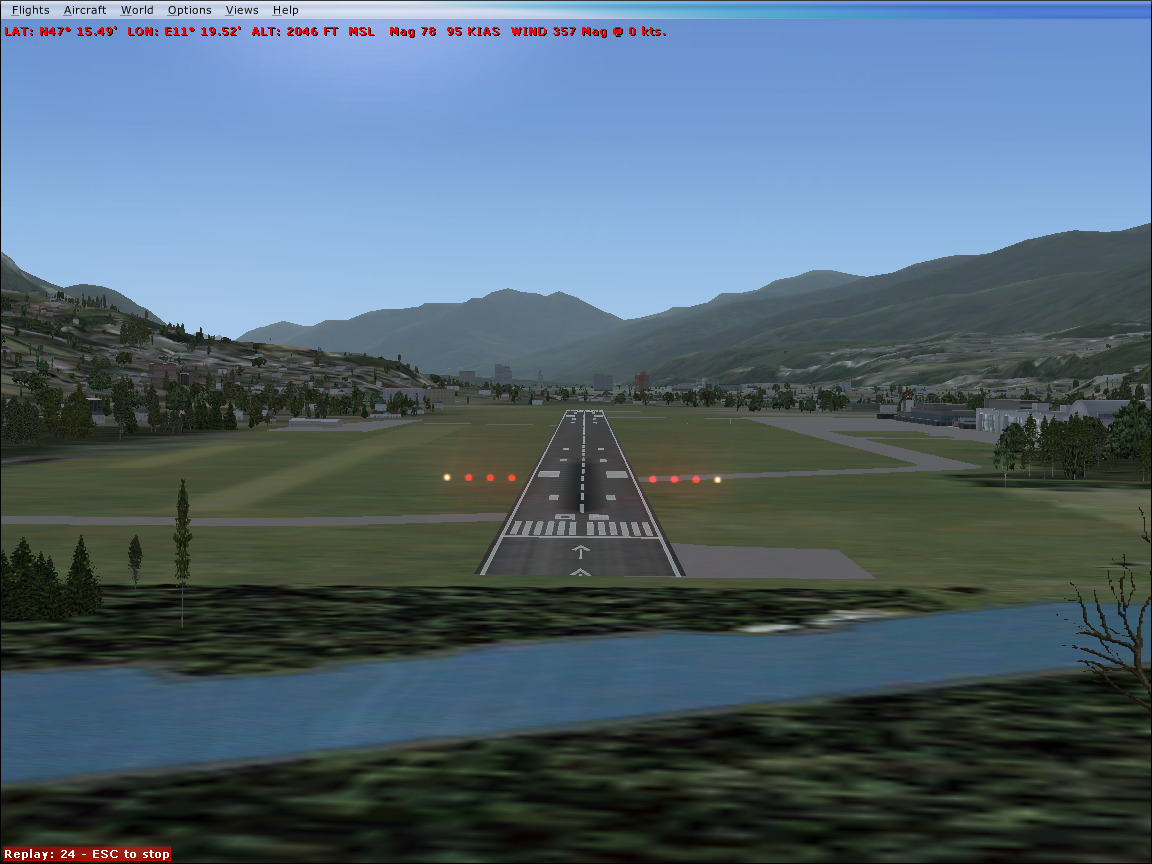 Flights Aircraft World Options Views Help
LAT: N47° 15.49' LON: E11° 19.52' ALT: 2046 FT MSL Mag 78 95 KIAS WIND 357 Mag @ 0 kts.
Replay: 24 - ESC to stop